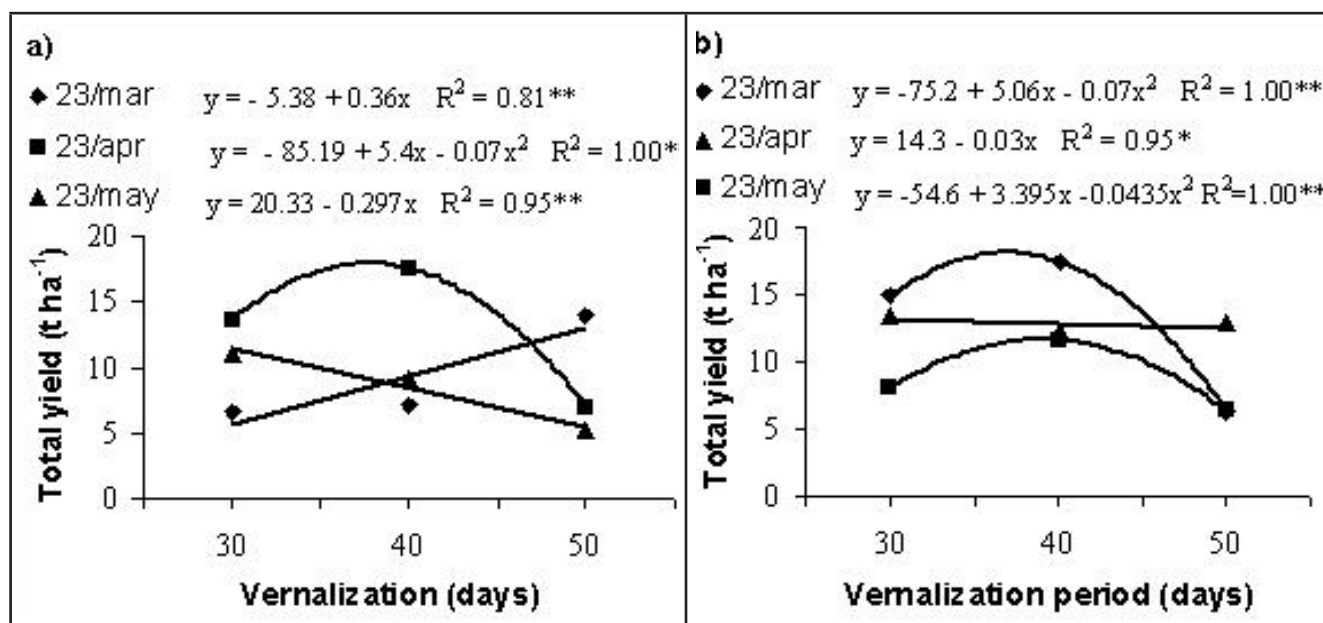 a)
23/mar y = - 5.38 + 0.36x R² = 0.81**
23/apr y = - 85.19 + 5.4x - 0.07x² R² = 1.00*
23/may y = 20.33 - 0.297x R² = 0.95**
Total yield (t ha⁻¹)
20
15
10
5
0
30 40 50
Vernalization (days)
b)
23/mar y = -75.2 + 5.06x - 0.07x² R² = 1.00**
23/apr y = 14.3 - 0.03x R² = 0.95*
23/may y = -54.6 + 3.395x -0.0435x² R²=1.00**
Total yield (t ha⁻¹)
20
15
10
5
0
30 40 50
Vernalization period (days)